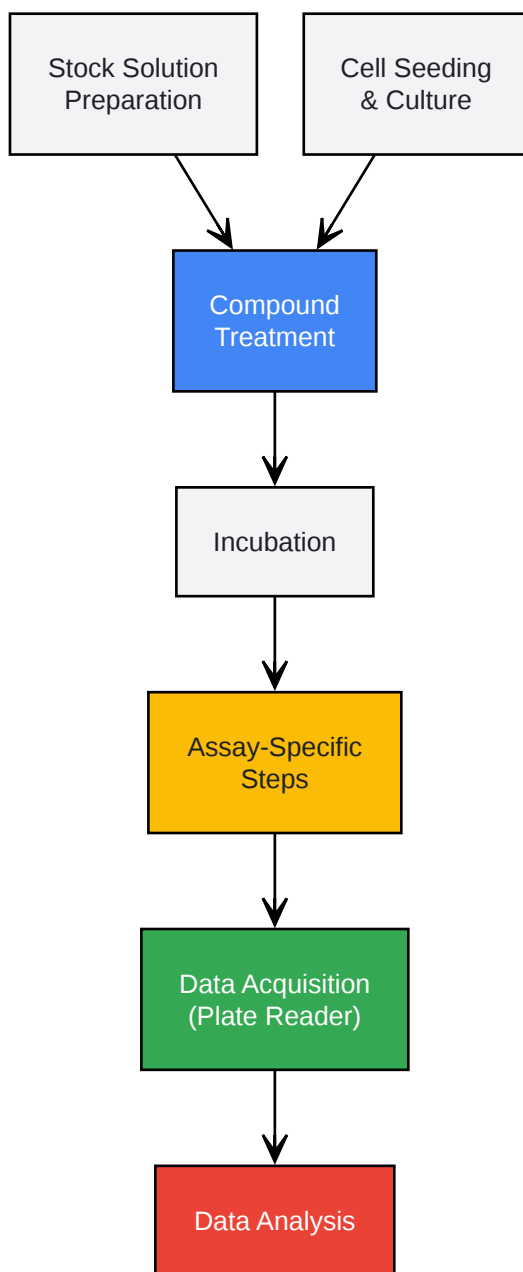 Stock Solution
Preparation
Cell Seeding
& Culture
Compound
Treatment
Incubation
Assay-Specific
Steps
Data Acquisition
(Plate Reader)
Data Analysis